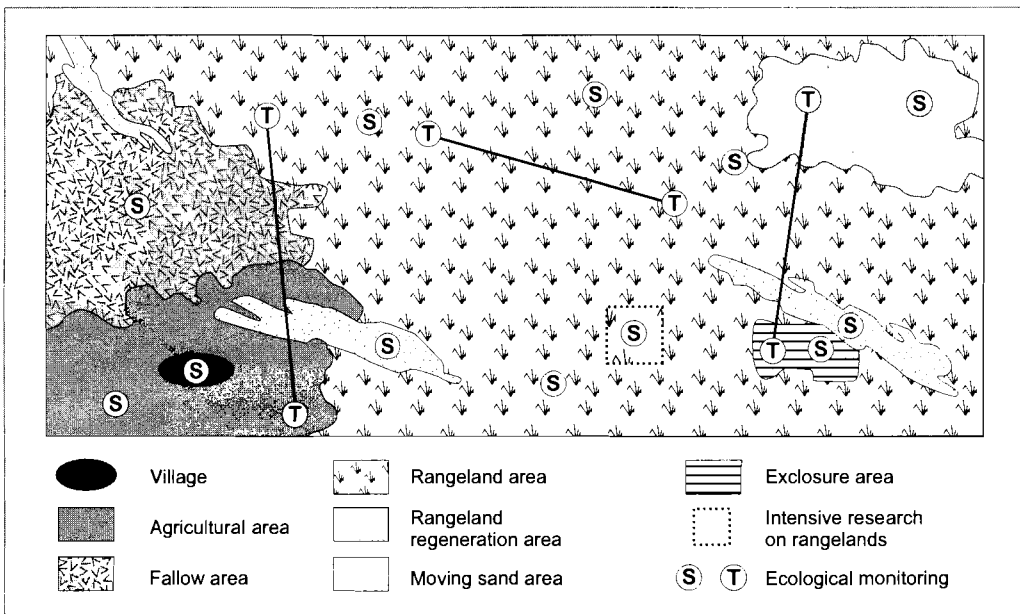 T
S
S
T
T
S
S
S
T
S
S
S
T
S
S
S
S
T
Village
Agricultural area
Fallow area
Rangeland area
Rangeland
regeneration area
Moving sand area
Exclosure area
Intensive research
on rangelands
S T Ecological monitoring